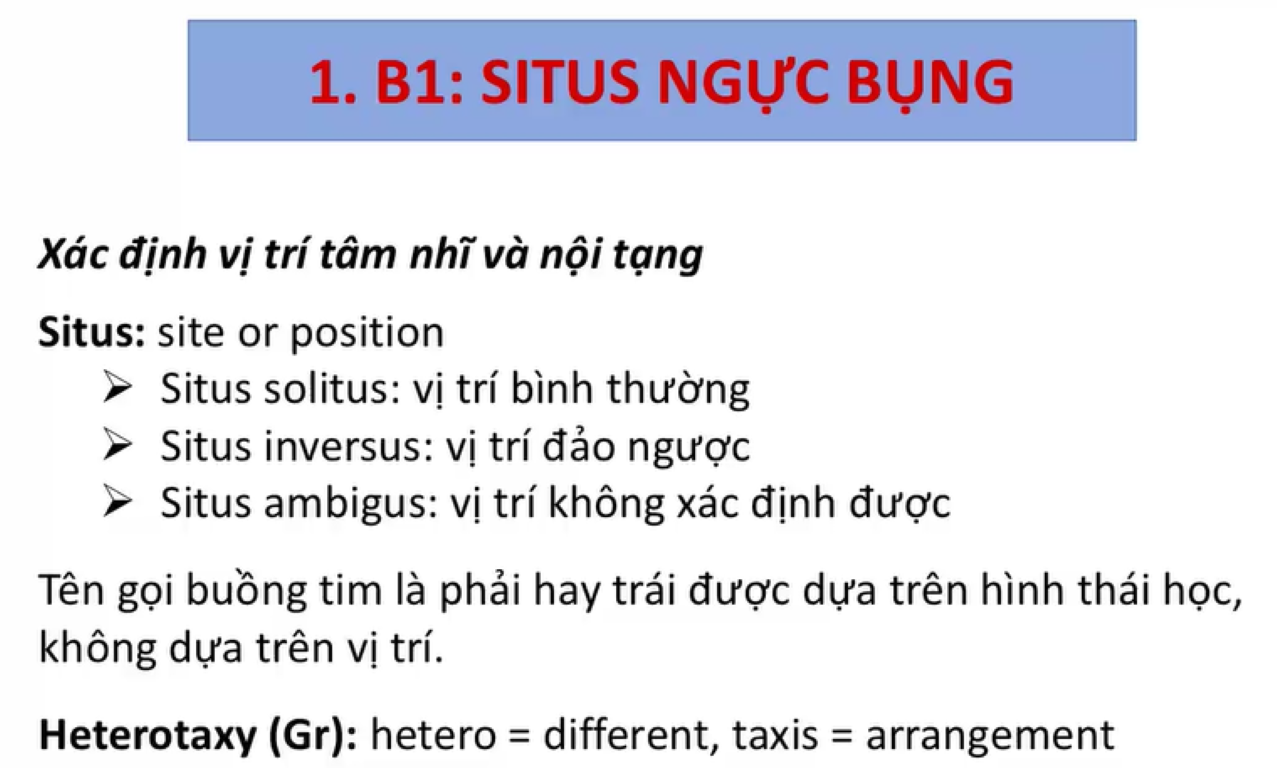 1. B1: SITUS NGỰC BỤNG
Xác định vị trí tâm nhĩ và nội tạng
Situs: site or position
➢ Situs solitus: vị trí bình thường
➢ Situs inversus: vị trí đảo ngược
➢ Situs ambigus: vị trí không xác định được
Tên gọi buồng tim là phải hay trái được dựa trên hình thái học,
không dựa trên vị trí.
Heterotaxy (Gr): hetero = different, taxis = arrangement